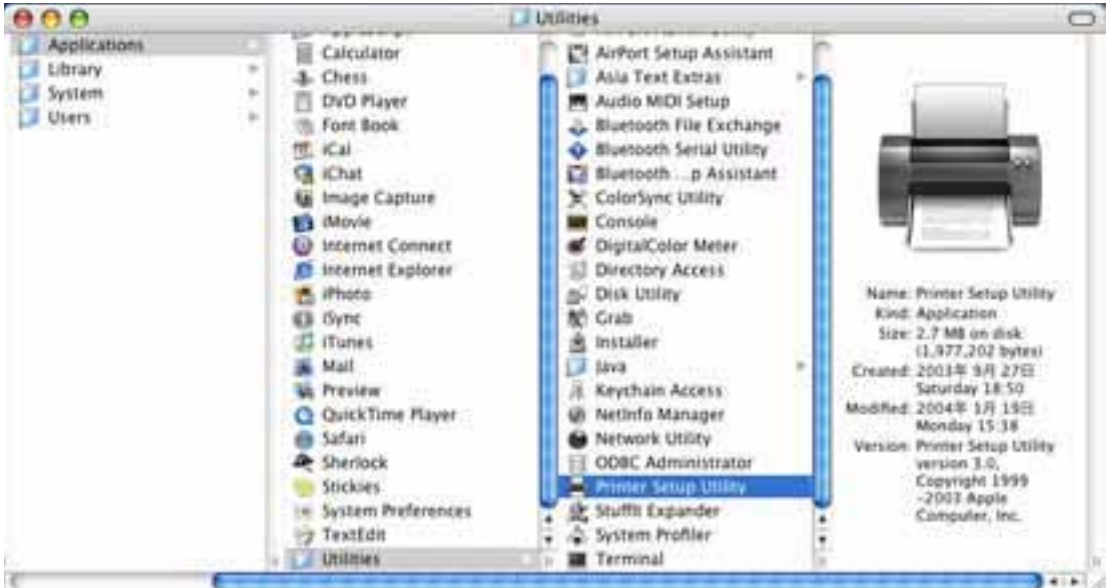 Utilities
Applications
Library
System
Users
Calculator
Chess
DVD Player
Font Book
iCal
iChat
Image Capture
iMovie
Internet Connect
Internet Explorer
iPhoto
iSync
iTunes
Mail
Preview
QuickTime Player
Safari
Sherlock
Stickies
System Preferences
TextEdit
Utilities
AirPort Setup Assistant
Asia Text Extras
Audio MIDI Setup
Bluetooth File Exchange
Bluetooth Serial Utility
Bluetooth ...p Assistant
ColorSync Utility
Console
DigitalColor Meter
Directory Access
Disk Utility
Grab
Installer
Java
Keychain Access
NetInfo Manager
Network Utility
ODBC Administrator
Printer Setup Utility
StuffIt Expander
System Profiler
Terminal
Name: Printer Setup Utility
Kind: Application
Size: 2.7 MB on disk
(1,977,202 bytes)
Created: 2003年 9月 27日
Saturday 18:50
Modified: 2004年 1月 19日
Monday 15:38
Version: Printer Setup Utility
version 3.0,
Copyright 1999
-2003 Apple
Computer, Inc.